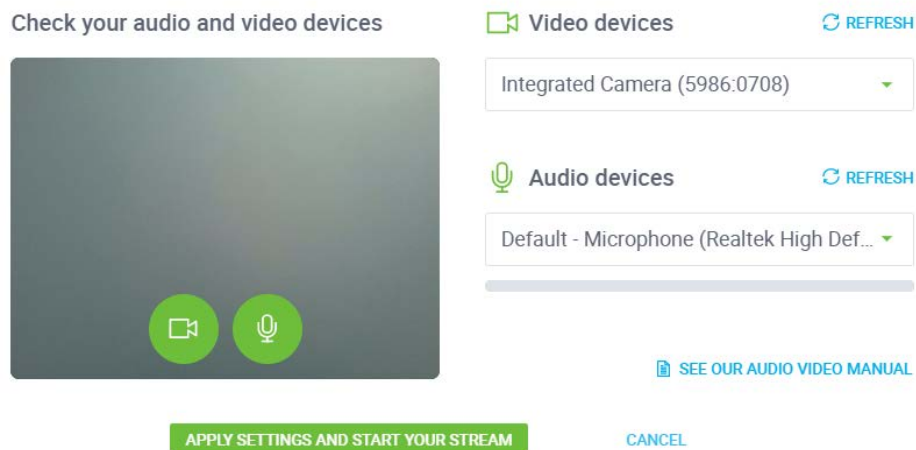 Check your audio and video devices
Video devices
REFRESH
Integrated Camera (5986:0708)
Audio devices
REFRESH
Default - Microphone (Realtek High Def...
SEE OUR AUDIO VIDEO MANUAL
APPLY SETTINGS AND START YOUR STREAM
CANCEL